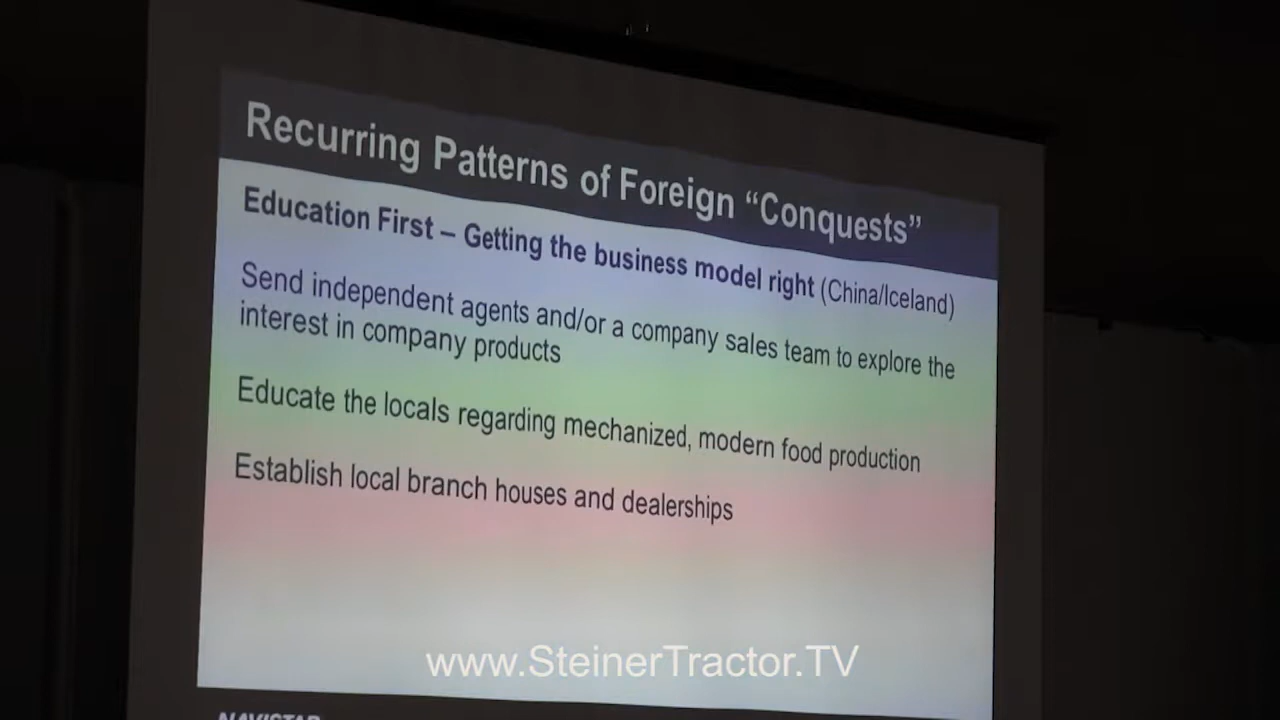 Recurring Patterns of Foreign “Conquests”
Education First – Getting the business model right (China/Iceland)
Send independent agents and/or a company sales team to explore the
interest in company products
Educate the locals regarding mechanized, modern food production
Establish local branch houses and dealerships
www.SteinerTractor.TV
NAVISTAR